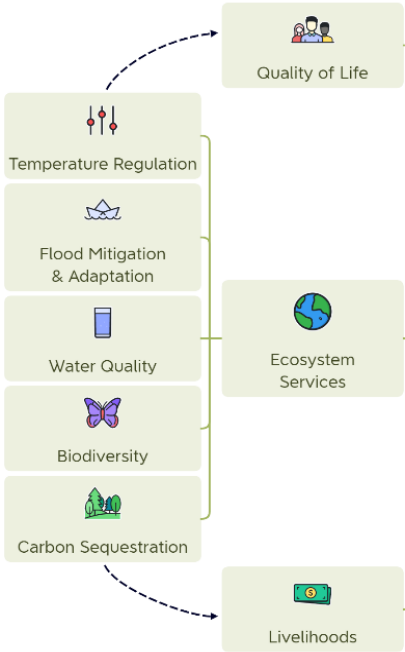 Quality of Life
Temperature Regulation
Flood Mitigation
& Adaptation
Water Quality
Ecosystem
Services
Biodiversity
Carbon Sequestration
Livelihoods